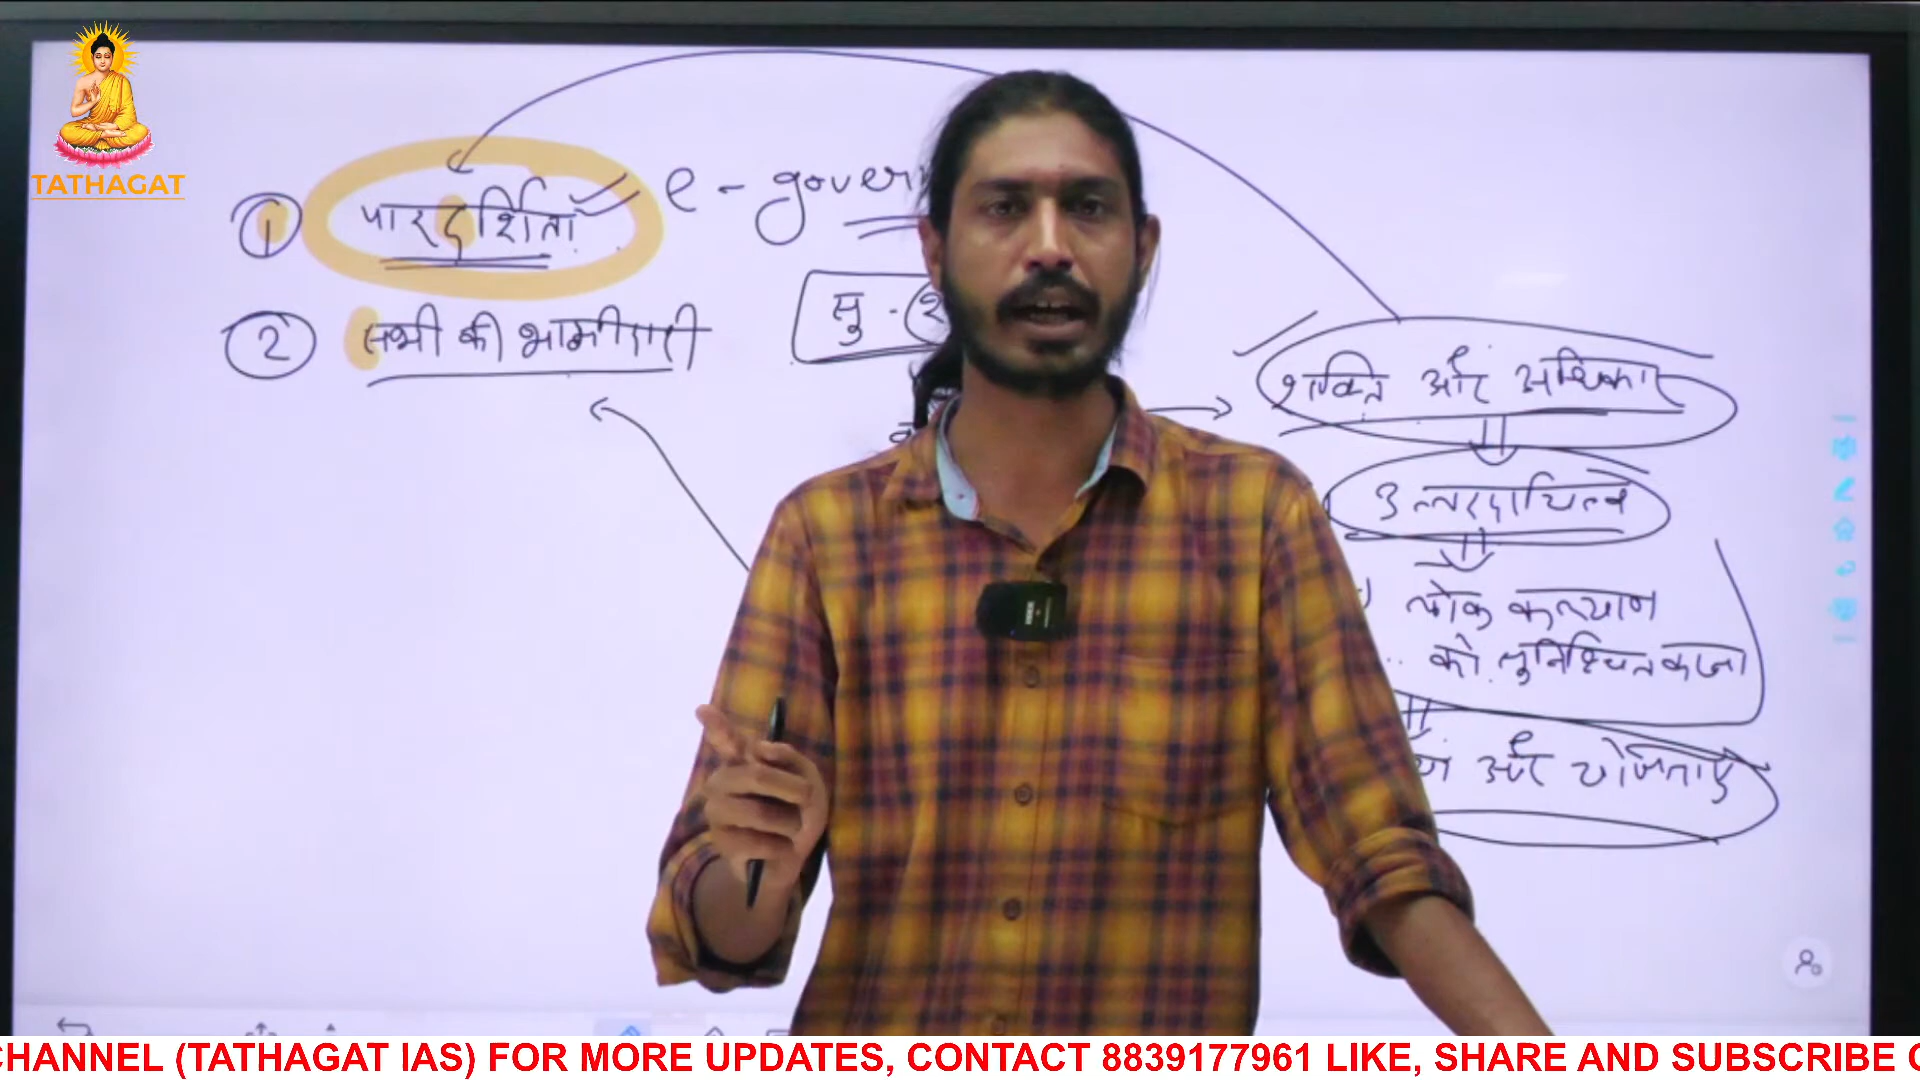 TATHAGAT
① पारदर्शिता e-govern
② सभी की भागीदारी
सु-
शक्ति और अधिकार
उत्तरदायित्व
लोक कल्याण
को सुनिश्चित करना
और योजनाएं
CHANNEL (TATHAGAT IAS) FOR MORE UPDATES, CONTACT 8839177961 LIKE, SHARE AND SUBSCRIBE